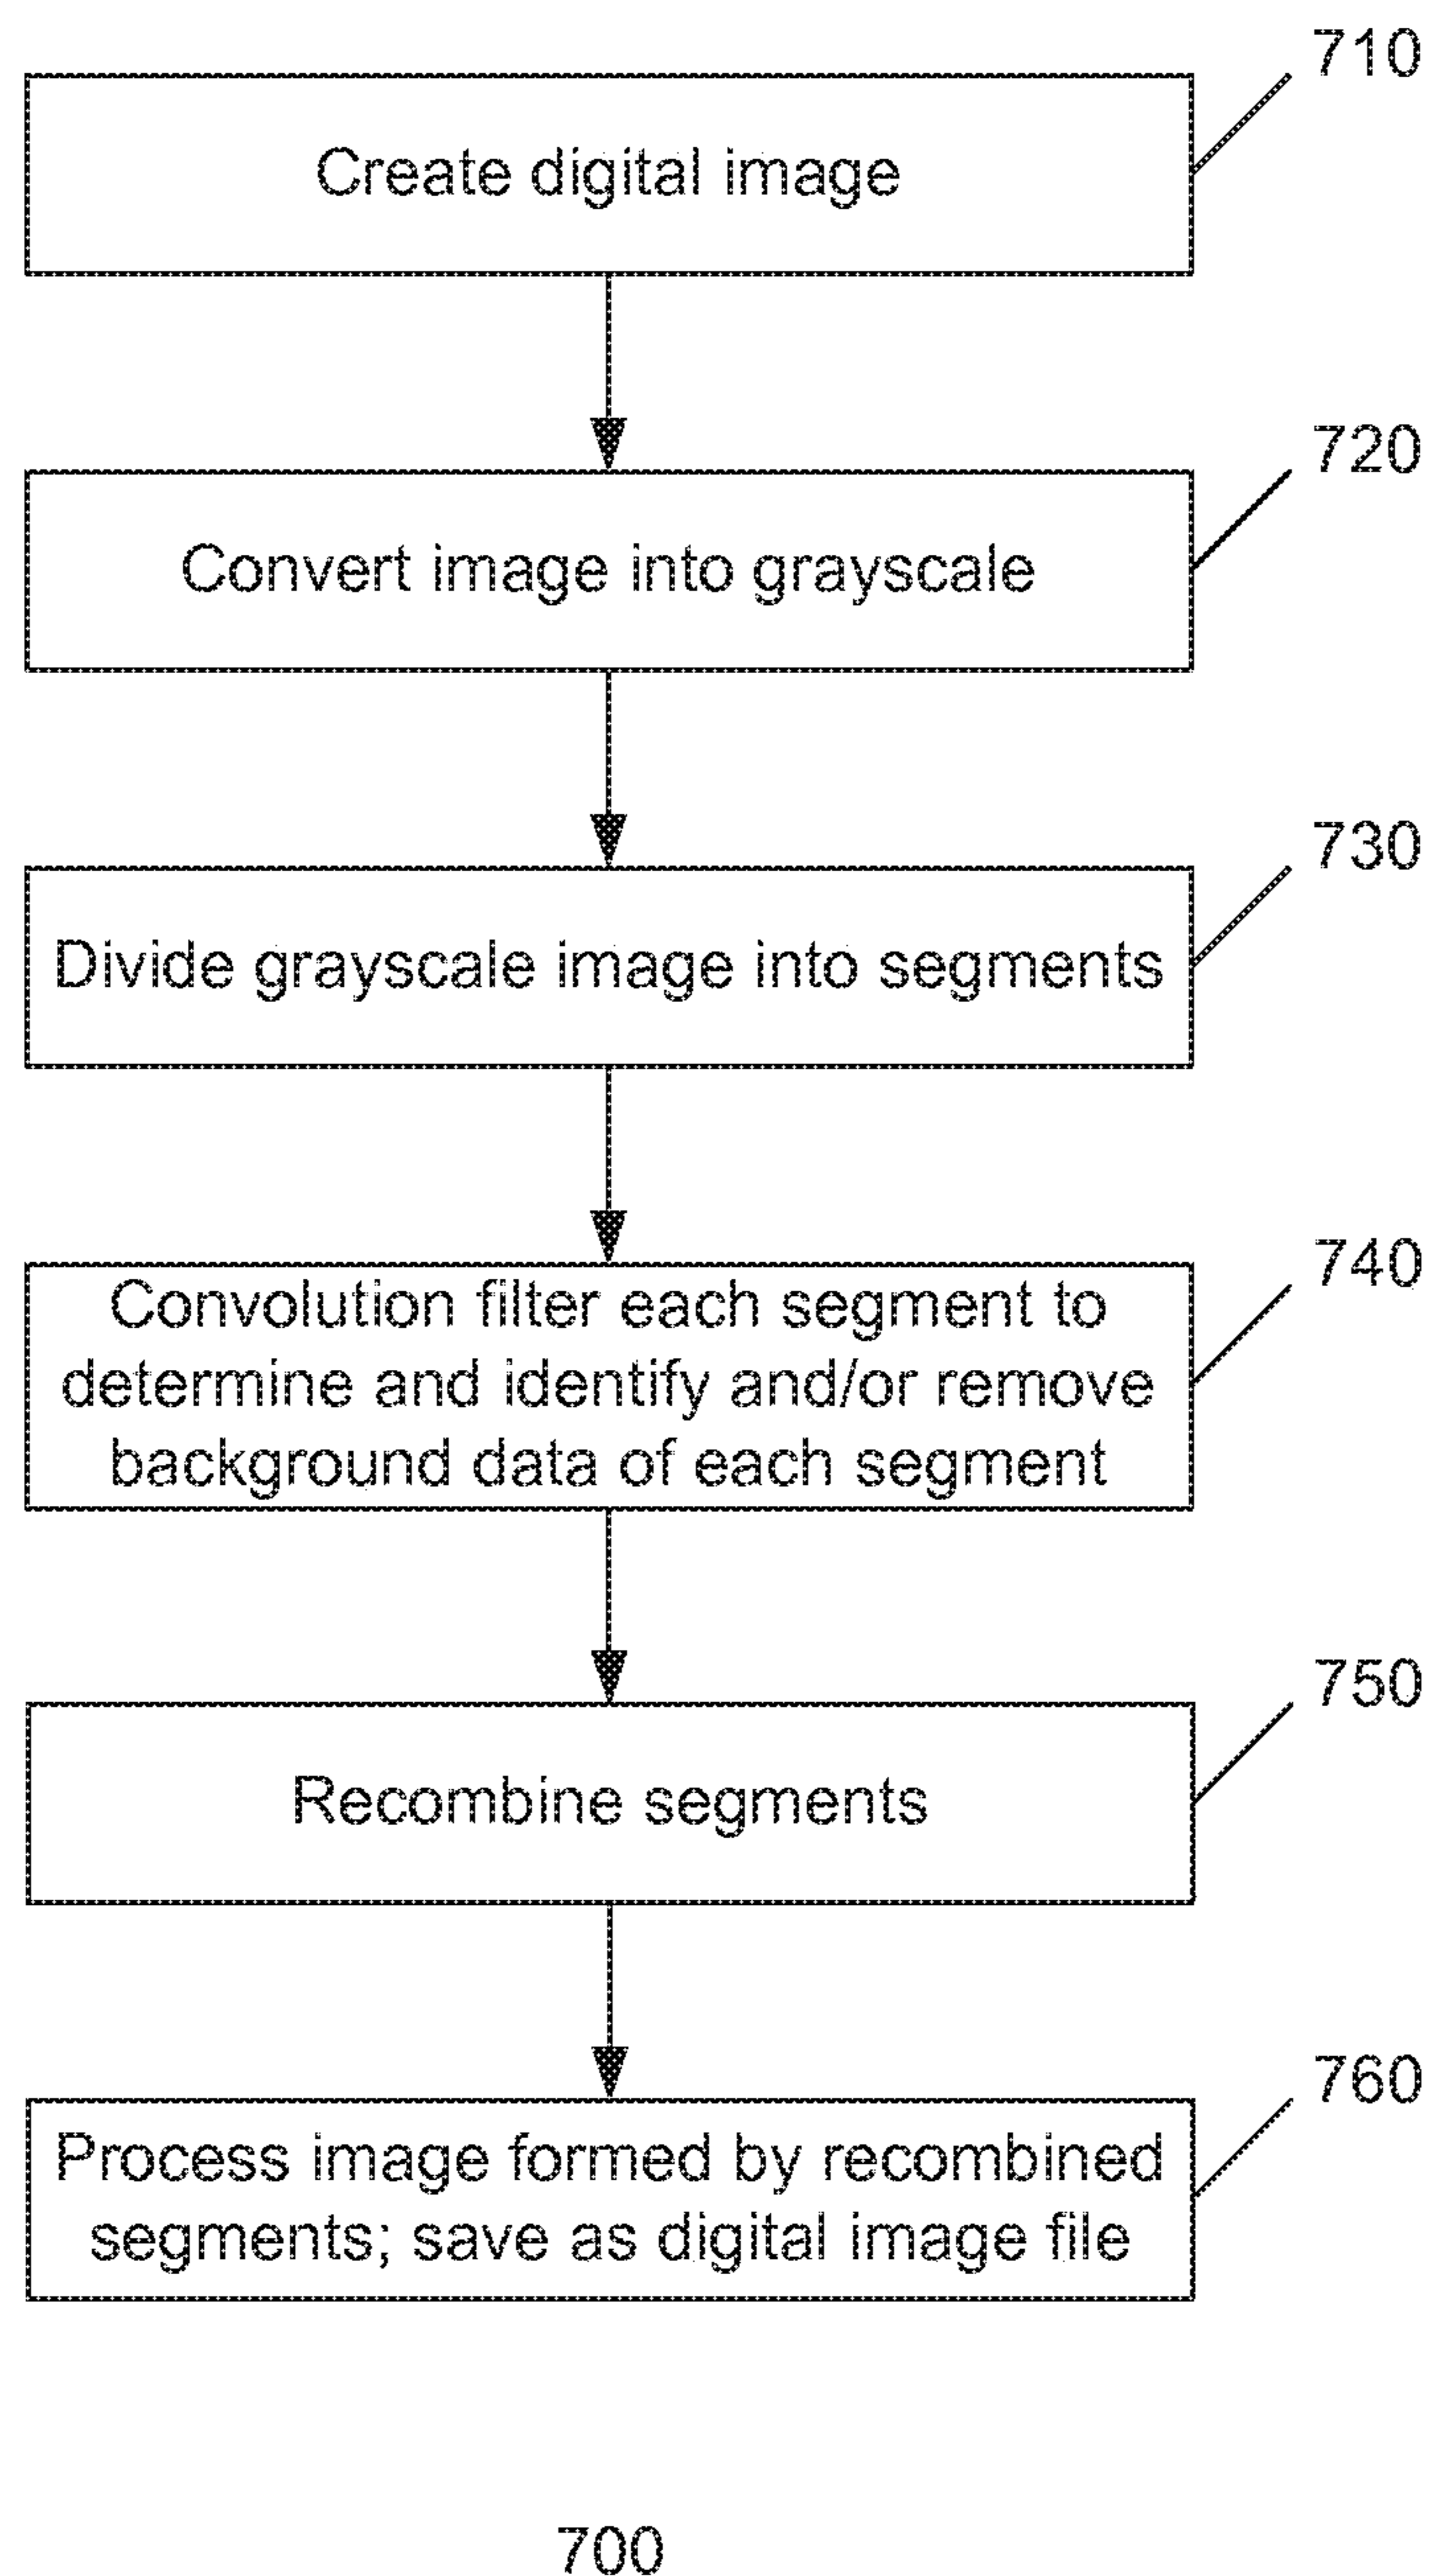 710
Create digital image
720
Convert image into grayscale
730
Divide grayscale image into segments
740
Convolution filter each segment to
determine and identify and/or remove
background data of each segment
750
Recombine segments
760
Process image formed by recombined
segments; save as digital image file
700